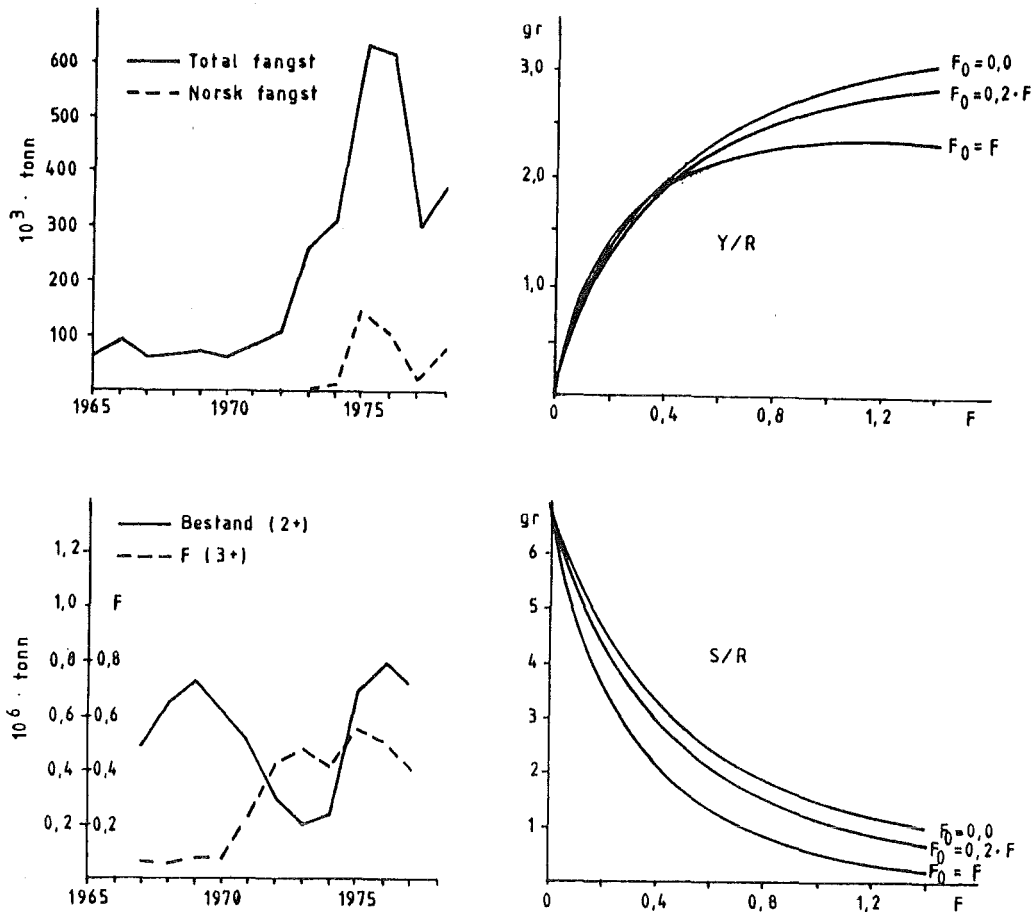 600
500
400
300
200
100
10³ · tonn
Total fangst
Norsk fangst
1965
1970
1975
gr
3,0
2,0
1,0
F₀ = 0,0
F₀ = 0,2 · F
F₀ = F
Y/R
0
0,4
0,8
1,2
F
Bestand (2+)
F (3+)
1,2
1,0
F
0,8
0,8
0,6
0,6
0,4
0,4
0,2
0,2
10⁶ · tonn
1965
1970
1975
gr
6
5
4
3
2
1
S/R
F₀ = 0,0
F₀ = 0,2 · F
F₀ = F
0
0,4
0,8
1,2
F